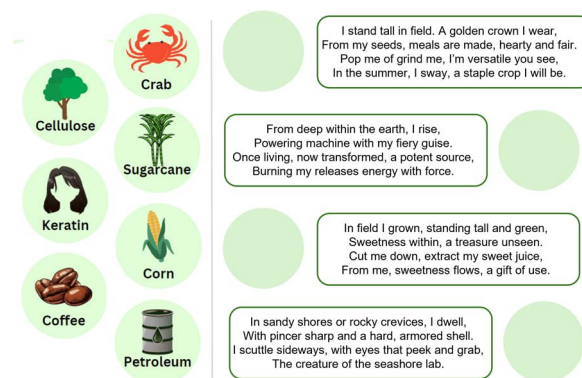 Crab
Cellulose
Sugarcane
Keratin
Corn
Coffee
Petroleum
I stand tall in field. A golden crown I wear,
From my seeds, meals are made, hearty and fair.
Pop me of grind me, I'm versatile you see,
In the summer, I sway, a staple crop I will be.
From deep within the earth, I rise,
Powering machine with my fiery guise.
Once living, now transformed, a potent source,
Burning my releases energy with force.
In field I grown, standing tall and green,
Sweetness within, a treasure unseen.
Cut me down, extract my sweet juice,
From me, sweetness flows, a gift of use.
In sandy shores or rocky crevices, I dwell,
With pincer sharp and a hard, armored shell.
I scuttle sideways, with eyes that peek and grab,
The creature of the seashore lab.